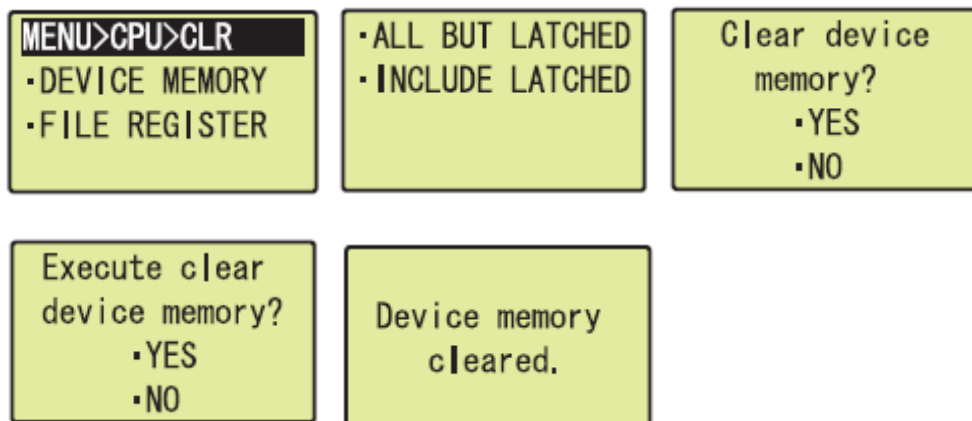 MENU>CPU>CLR
·DEVICE MEMORY
·FILE REGISTER
·ALL BUT LATCHED
·INCLUDE LATCHED
Clear device
memory?
·YES
·NO
Execute clear
device memory?
·YES
·NO
Device memory
cleared.